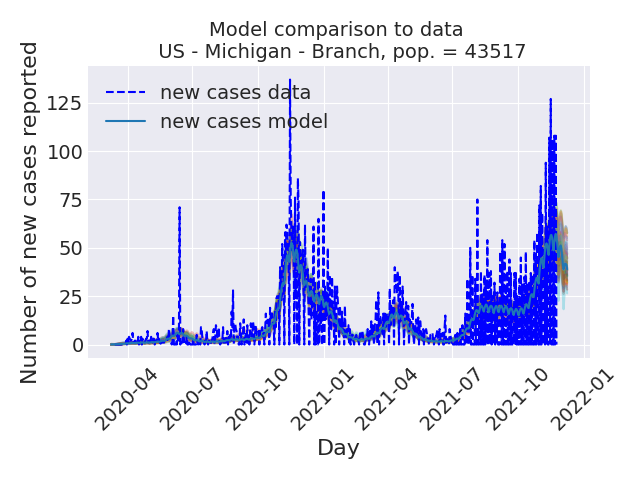 Model comparison to data
US - Michigan - Branch, pop. = 43517
Number of new cases reported
125
100
75
50
25
0
new cases data
new cases model
2020-04
2020-07
2020-10
2021-01
2021-04
2021-07
2021-10
2022-01
Day